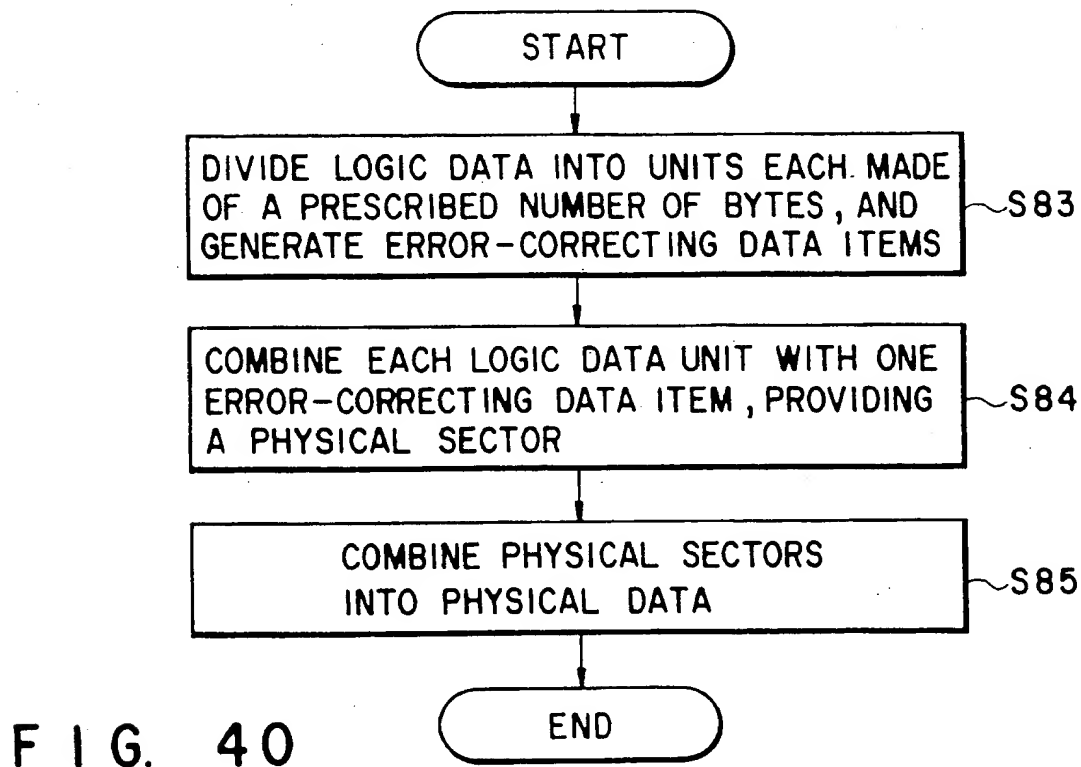 START
DIVIDE LOGIC DATA INTO UNITS EACH MADE
OF A PRESCRIBED NUMBER OF BYTES, AND
GENERATE ERROR-CORRECTING DATA ITEMS
S83
COMBINE EACH LOGIC DATA UNIT WITH ONE
ERROR-CORRECTING DATA ITEM, PROVIDING
A PHYSICAL SECTOR
S84
COMBINE PHYSICAL SECTORS
INTO PHYSICAL DATA
S85
END
FIG. 40